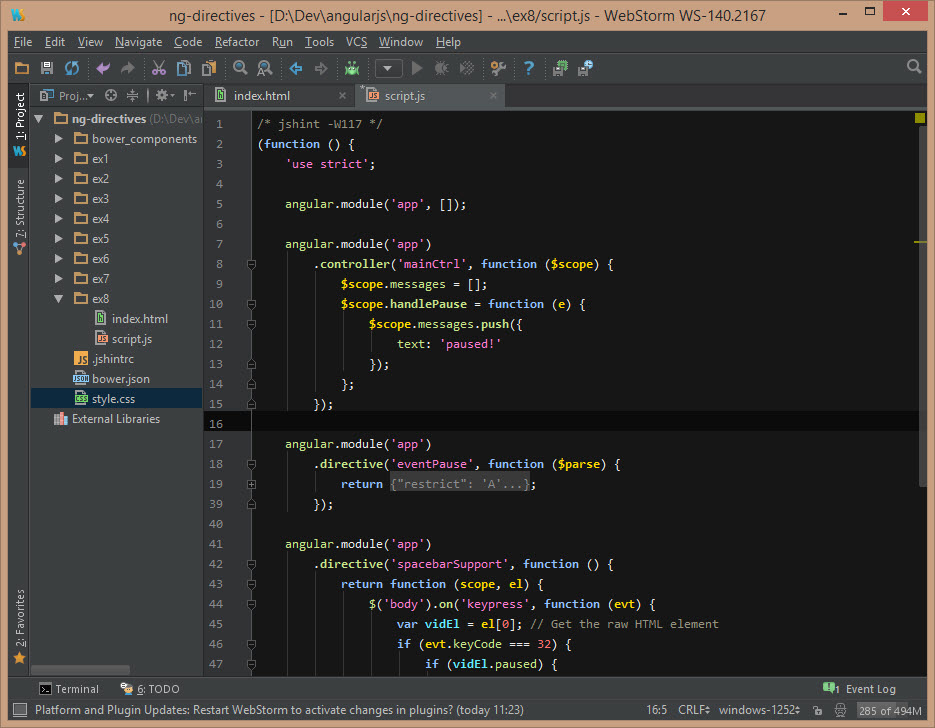 ng-directives - [D:\Dev\angularjs\ng-directives] - ...\ex8/script.js - WebStorm WS-140.2167
File Edit View Navigate Code Refactor Run Tools VCS Window Help
1: Project
7: Structure
2: Favorites
Proj...
index.html
script.js
ng-directives (D:\Dev\a
bower_components
ex1
ex2
ex3
ex4
ex5
ex6
ex7
ex8
index.html
script.js
.jshintrc
bower.json
style.css
External Libraries
1 /* jshint -W117 */
2 (function () {
3 'use strict';
4
5 angular.module('app', []);
6
7 angular.module('app')
8 .controller('mainCtrl', function ($scope) {
9 $scope.messages = [];
10 $scope.handlePause = function (e) {
11 $scope.messages.push({
12 text: 'paused!'
13 });
14 };
15 });
16
17 angular.module('app')
18 .directive('eventPause', function ($parse) {
19 return {"restrict": 'A'...};
39 });
40
41 angular.module('app')
42 .directive('spacebarSupport', function () {
43 return function (scope, el) {
44 $('body').on('keypress', function (evt) {
45 var vidEl = el[0]; // Get the raw HTML element
46 if (evt.keyCode === 32) {
47 if (vidEl.paused) {
Terminal 6: TODO 1 Event Log
Platform and Plugin Updates: Restart WebStorm to activate changes in plugins? (today 11:23) 16:5 CRLF windows-1252 285 of 494M